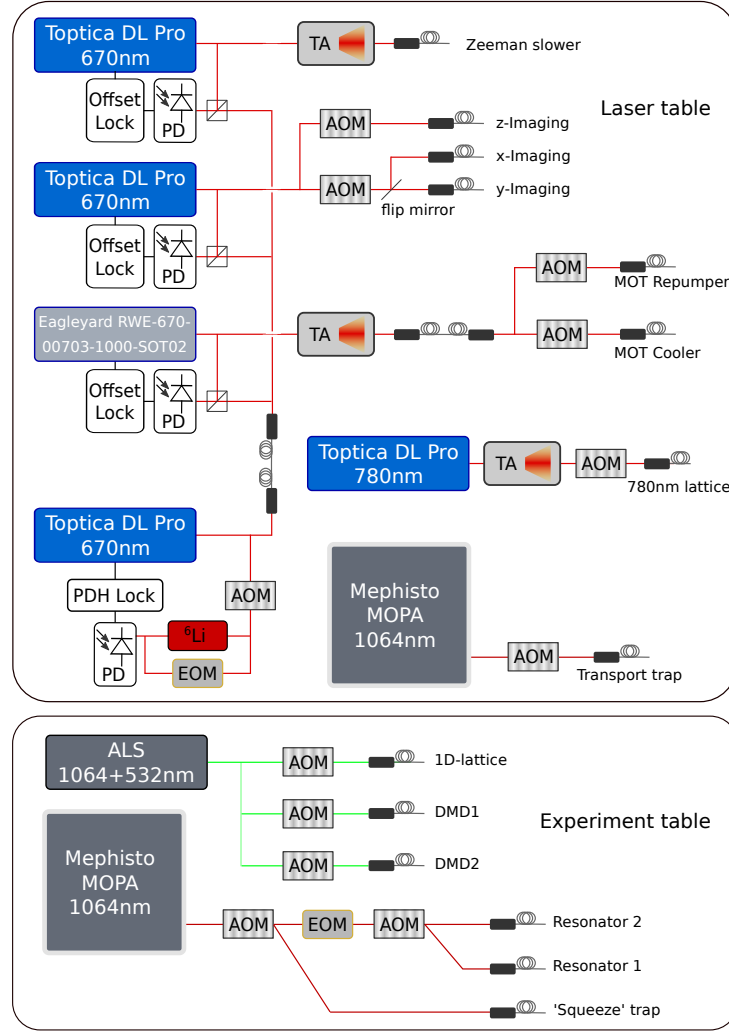 Toptica DL Pro
670nm
TA
Zeeman slower
Offset
Lock
PD
Laser table
AOM
z-Imaging
x-Imaging
Toptica DL Pro
670nm
AOM
y-Imaging
flip mirror
Offset
Lock
PD
AOM
MOT Repumper
Eagleyard RWE-670-
00703-1000-SOT02
TA
AOM
MOT Cooler
Offset
Lock
PD
Toptica DL Pro
780nm
TA
AOM
780nm lattice
Toptica DL Pro
670nm
PDH Lock
AOM
Mephisto
MOPA
1064nm
⁶Li
PD
EOM
AOM
Transport trap
ALS
1064+532nm
AOM
1D-lattice
AOM
DMD1
Experiment table
Mephisto
MOPA
1064nm
AOM
DMD2
AOM
EOM
AOM
Resonator 2
Resonator 1
'Squeeze' trap